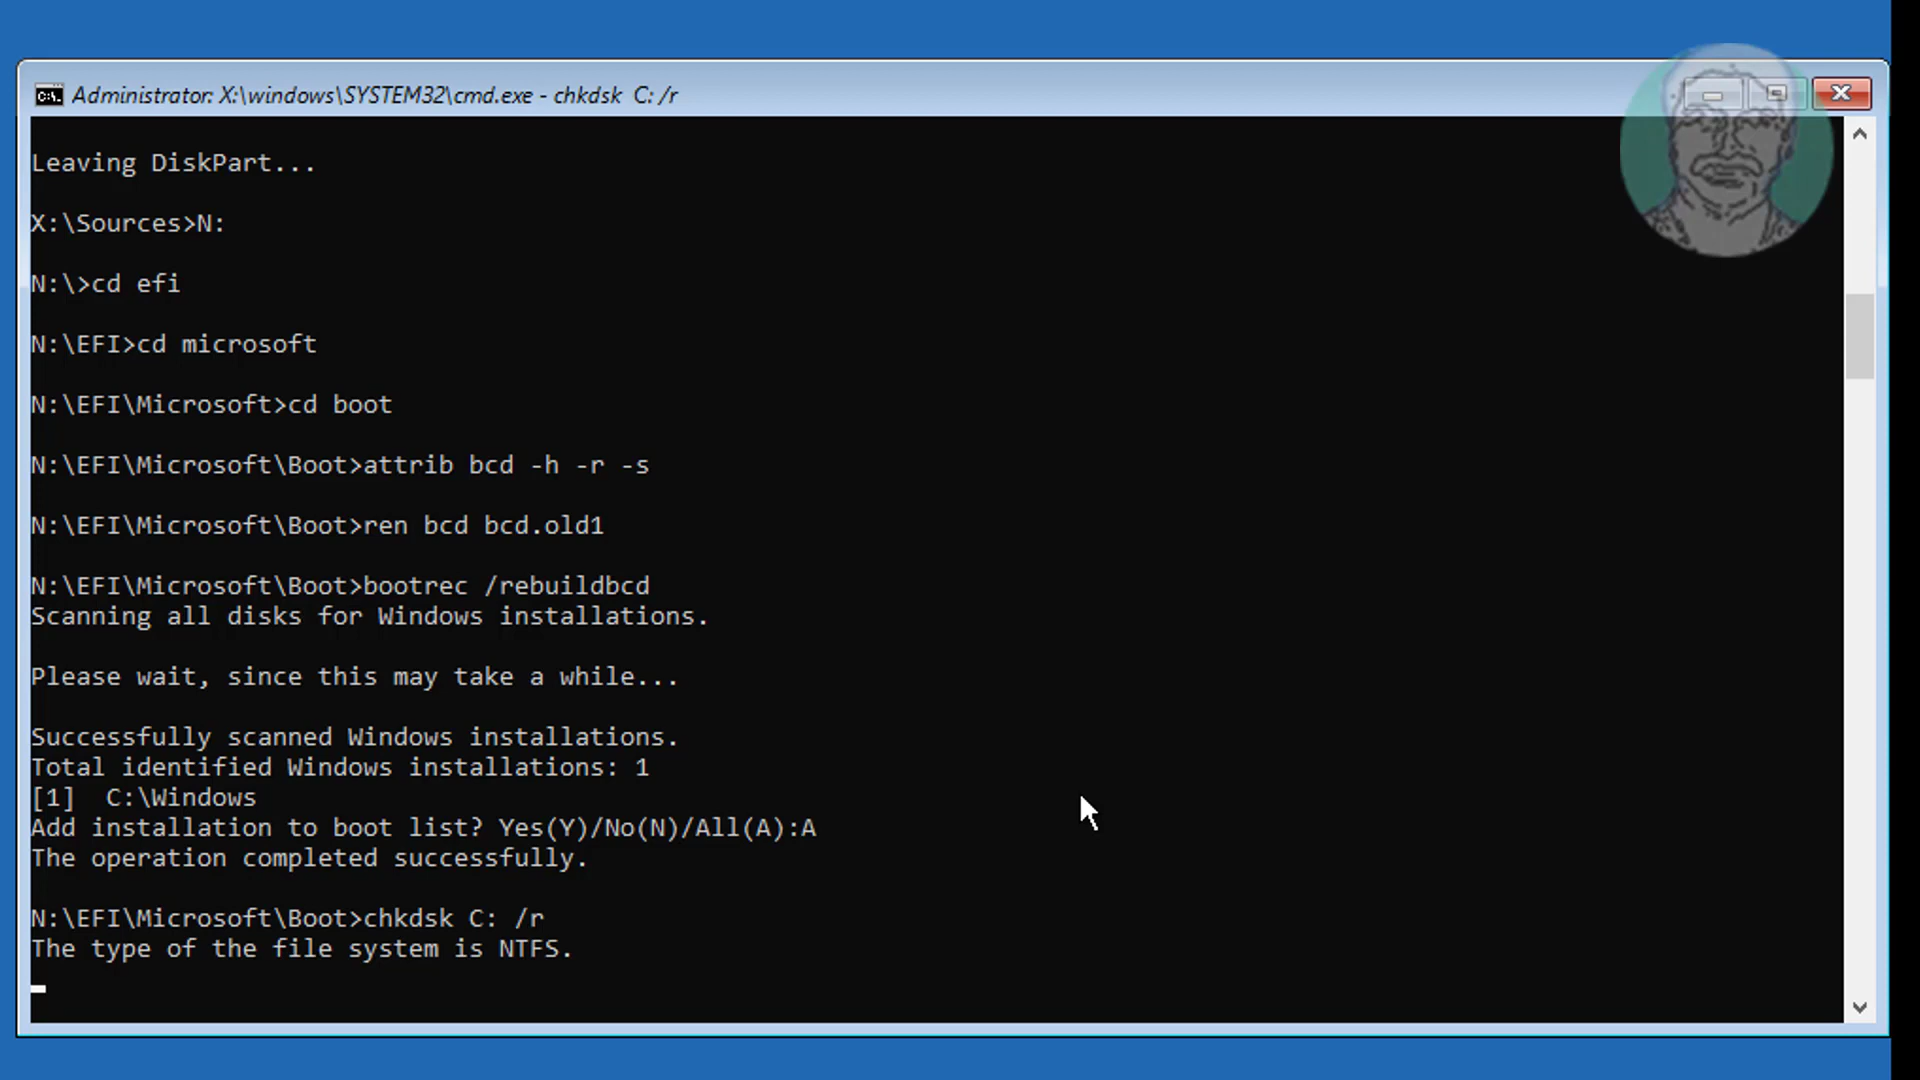 Administrator: X:\windows\SYSTEM32\cmd.exe - chkdsk  C: /r
Leaving DiskPart...
X:\Sources>N:
N:\>cd efi
N:\EFI>cd microsoft
N:\EFI\Microsoft>cd boot
N:\EFI\Microsoft\Boot>attrib bcd -h -r -s
N:\EFI\Microsoft\Boot>ren bcd bcd.old1
N:\EFI\Microsoft\Boot>bootrec /rebuildbcd
Scanning all disks for Windows installations.
Please wait, since this may take a while...
Successfully scanned Windows installations.
Total identified Windows installations: 1
[1]  C:\Windows
Add installation to boot list? Yes(Y)/No(N)/All(A):A
The operation completed successfully.
N:\EFI\Microsoft\Boot>chkdsk C: /r
The type of the file system is NTFS.